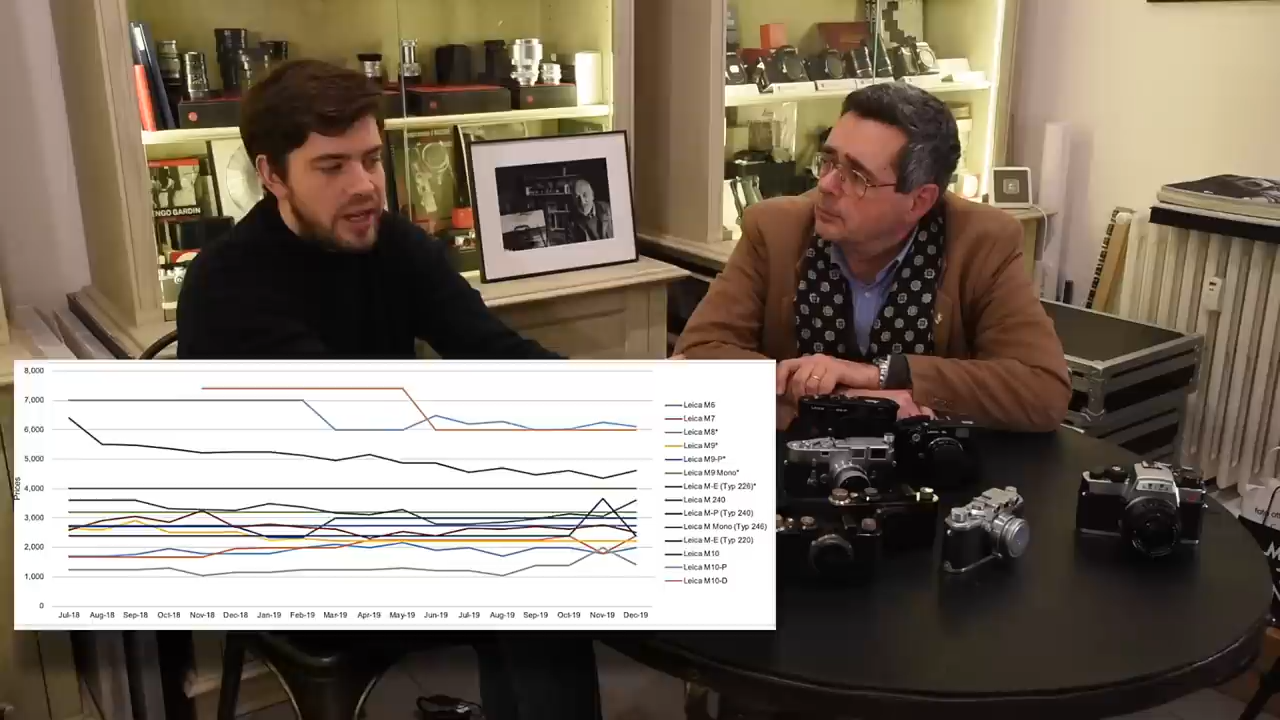 NGO GARDIN
8,000
7,000
6,000
5,000
4,000
3,000
2,000
1,000
0
Prices
Jul-18 Aug-18 Sep-18 Oct-18 Nov-18 Dec-18 Jan-19 Feb-19 Mar-19 Apr-19 May-19 Jun-19 Jul-19 Aug-19 Sep-19 Oct-19 Nov-19 Dec-19
Leica M6
Leica M7
Leica M8*
Leica M9*
Leica M9-P*
Leica M9 Mono*
Leica M-E (Typ 226)*
Leica M 240
Leica M-P (Typ 240)
Leica M Mono (Typ 246)
Leica M-E (Typ 220)
Leica M10
Leica M10-P
Leica M10-D